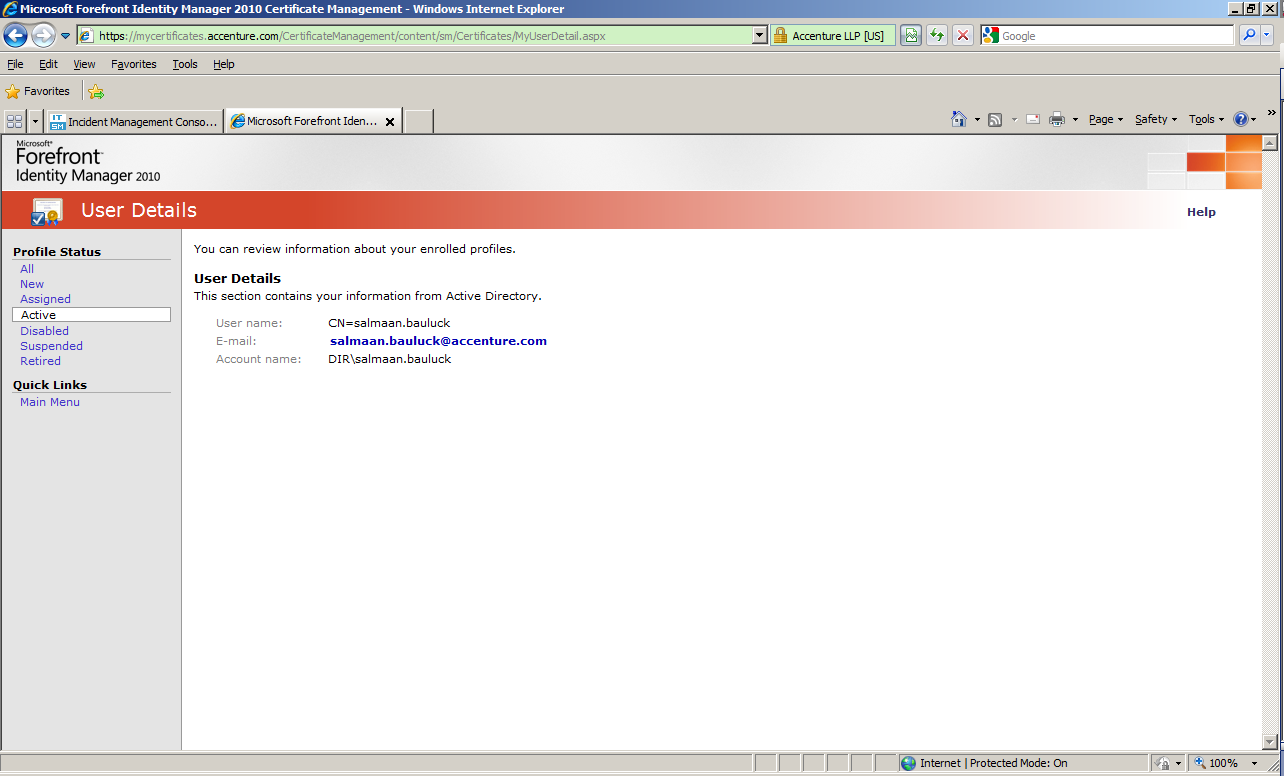 Microsoft Forefront Identity Manager 2010 Certificate Management - Windows Internet Explorer
https://mycertificates.accenture.com/CertificateManagement/content/sm/Certificates/MyUserDetail.aspx
Accenture LLP [US]
Google
File Edit View Favorites Tools Help
Favorites
Incident Management Conso...
Microsoft Forefront Iden...
Page Safety Tools
Microsoft®
Forefront™
Identity Manager 2010
User Details
Help
Profile Status
All
New
Assigned
Active
Disabled
Suspended
Retired
Quick Links
Main Menu
You can review information about your enrolled profiles.
User Details
This section contains your information from Active Directory.
User name: CN=salmaan.bauluck
E-mail: salmaan.bauluck@accenture.com
Account name: DIR\salmaan.bauluck
Internet | Protected Mode: On
100%